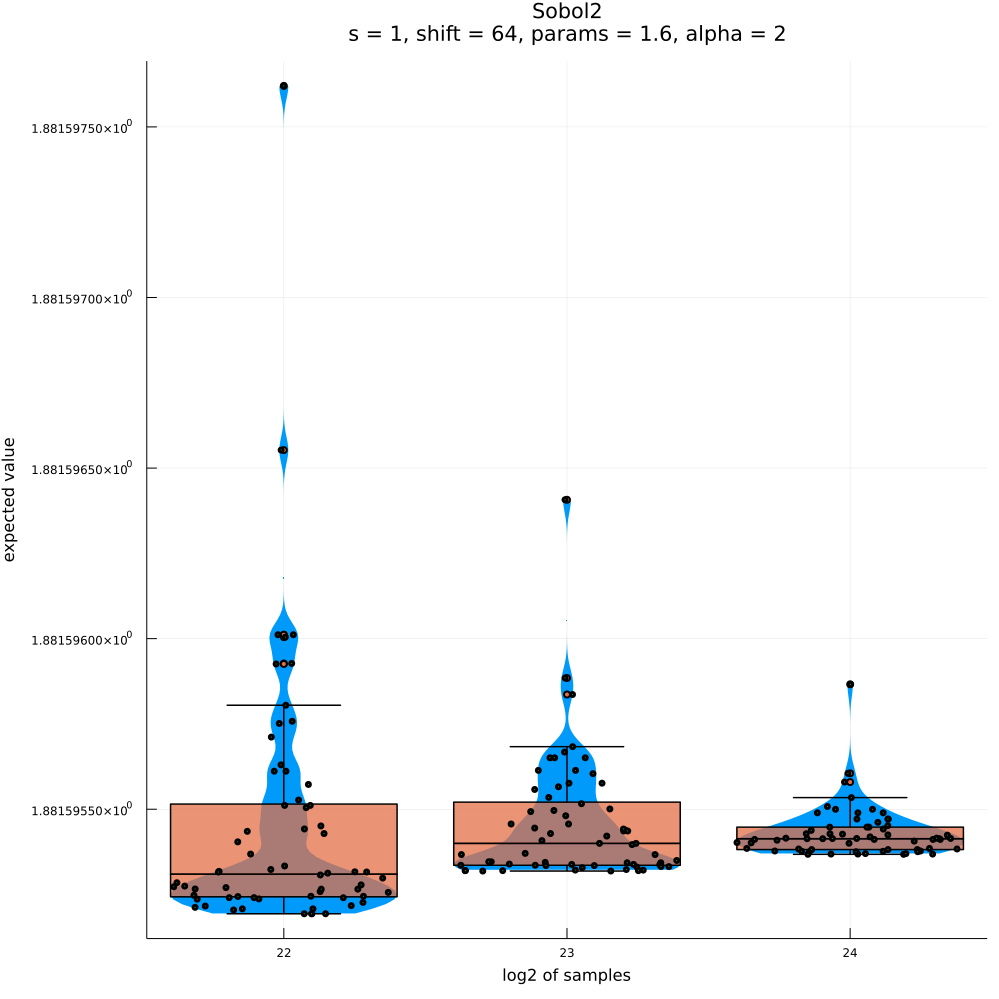 Sobol2
s = 1, shift = 64, params = 1.6, alpha = 2
1.88159750×10⁰
1.88159700×10⁰
1.88159650×10⁰
1.88159600×10⁰
1.88159550×10⁰
expected value
22
23
24
log2 of samples